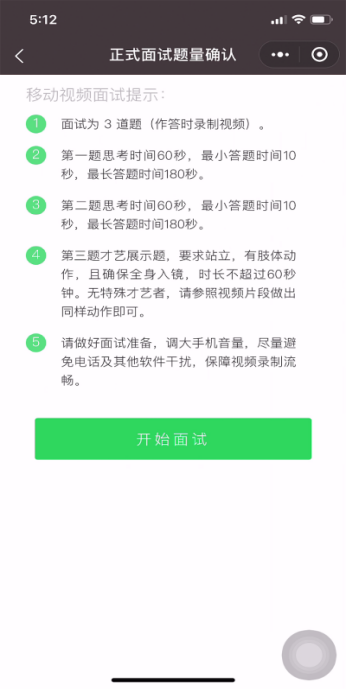 5:12
正式面试题量确认
移动视频面试提示：
1 面试为 3 道题（作答时录制视频）。
2 第一题思考时间60秒，最小答题时间10
秒，最长答题时间180秒。
3 第二题思考时间60秒，最小答题时间10
秒，最长答题时间180秒。
4 第三题才艺展示题，要求站立，有肢体动
作，且确保全身入镜，时长不超过60秒
钟。无特殊才艺者，请参照视频片段做出
同样动作即可。
5 请做好面试准备，调大手机音量，尽量避
免电话及其他软件干扰，保障视频录制流
畅。
开始面试